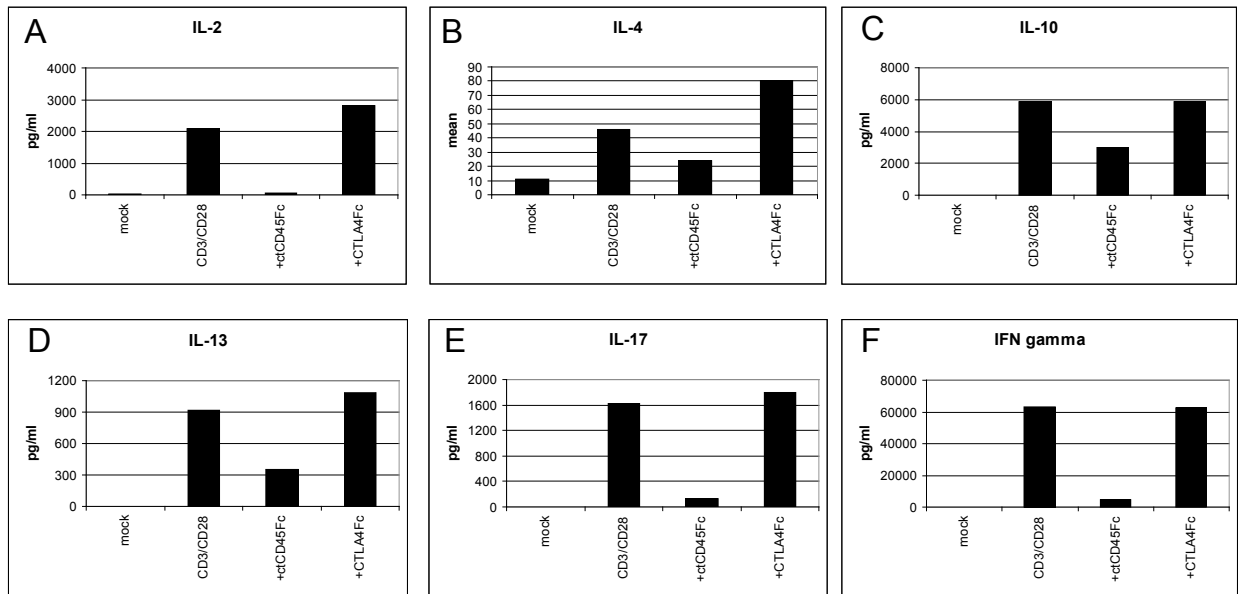 A
IL-2
pg/ml
4000
3000
2000
1000
0
mock
CD3/CD28
+ctCD45Fc
+CTLA4Fc
B
IL-4
mean
90
80
70
60
50
40
30
20
10
0
mock
CD3/CD28
+ctCD45Fc
+CTLA4Fc
C
IL-10
pg/ml
8000
6000
4000
2000
0
mock
CD3/CD28
+ctCD45Fc
+CTLA4Fc
D
IL-13
pg/ml
1200
900
600
300
0
mock
CD3/CD28
+ctCD45Fc
+CTLA4Fc
E
IL-17
pg/ml
2000
1600
1200
800
400
0
mock
CD3/CD28
+ctCD45Fc
+CTLA4Fc
F
IFN gamma
pg/ml
80000
60000
40000
20000
0
mock
CD3/CD28
+ctCD45Fc
+CTLA4Fc